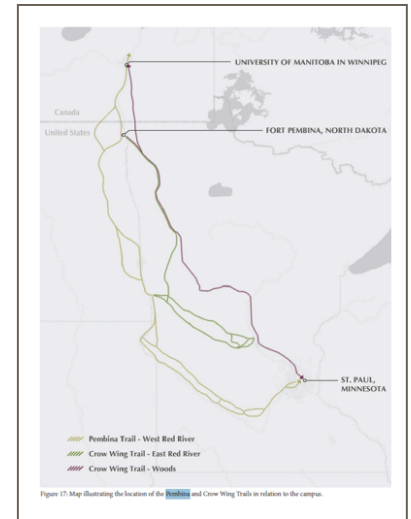 UNIVERSITY OF MANITOBA IN WINNIPEG
Canada
United States
FORT PEMBINA, NORTH DAKOTA
ST. PAUL,
MINNESOTA
Pembina Trail - West Red River
Crow Wing Trail - East Red River
Crow Wing Trail - Woods
Figure 17: Map illustrating the location of the Pembina and Crow Wing Trails in relation to the campus.